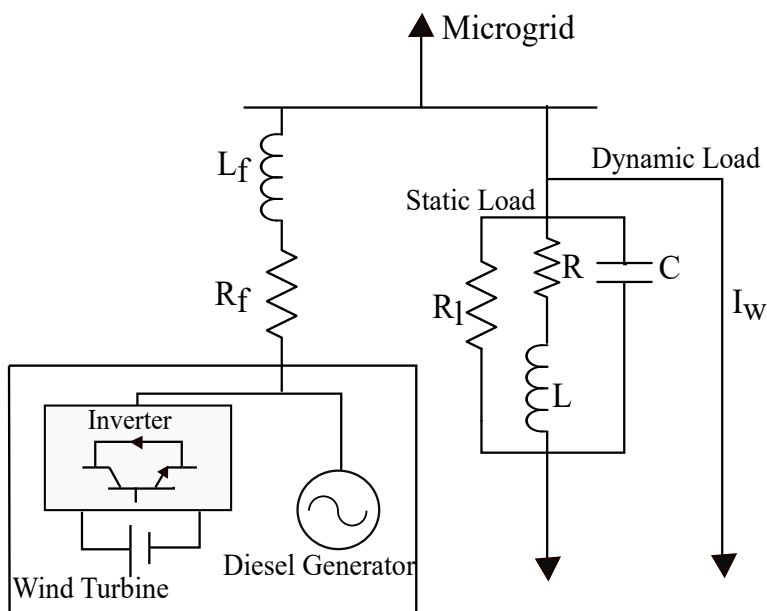 Microgrid
Lf
Dynamic Load
Static Load
Rf
Rl
R
C
Iw
L
Inverter
Wind Turbine
Diesel Generator